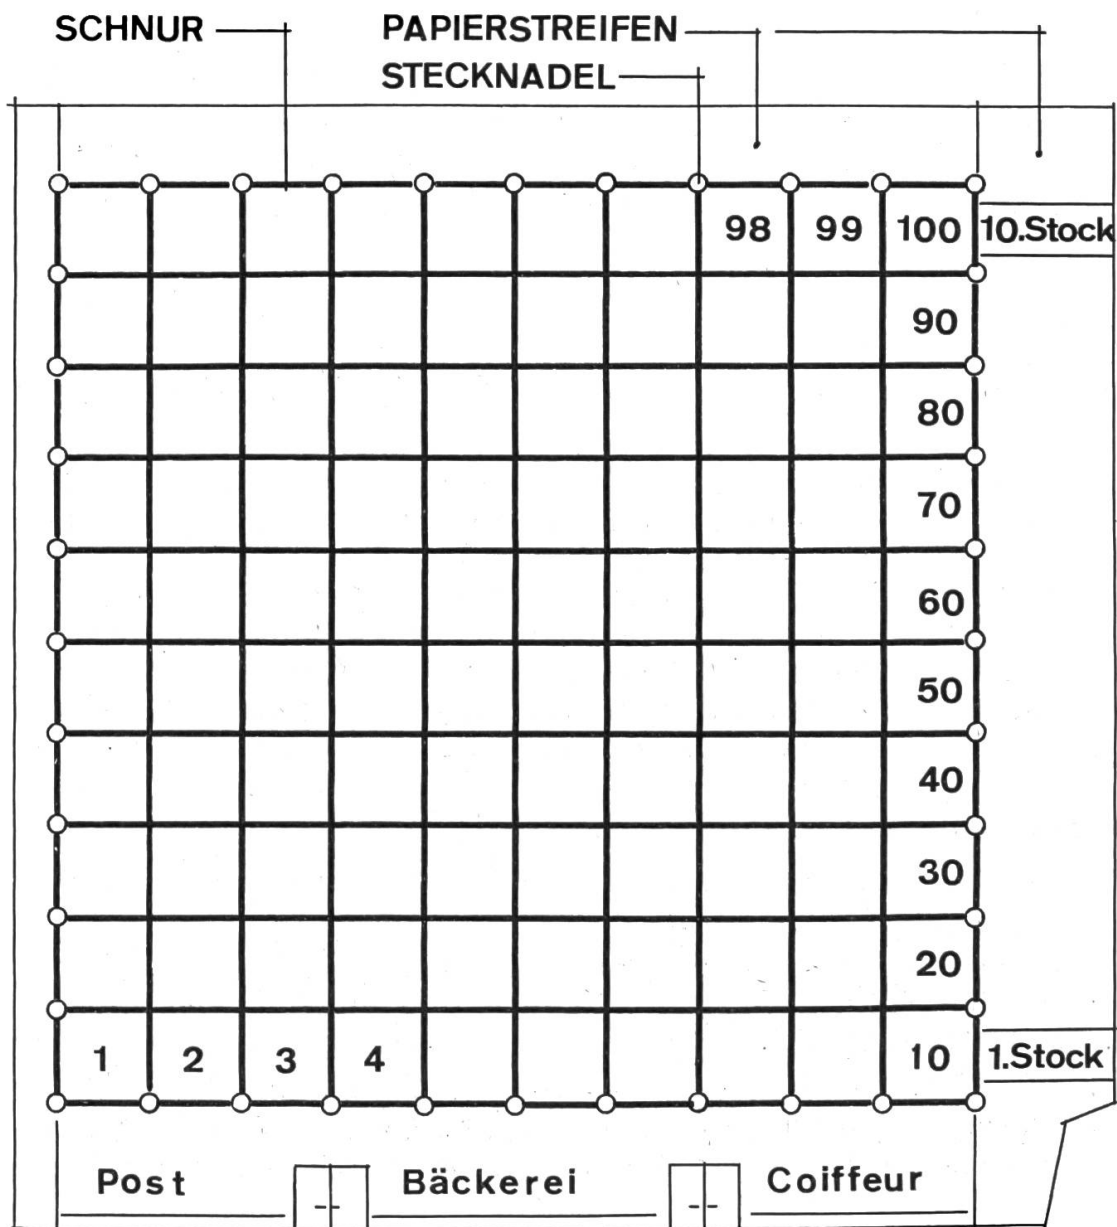 SCHNUR PAPIERSTREIFEN
STECKNADEL
98 99 100 10.Stock
90
80
70
60
50
40
30
20
1 2 3 4 10 1.Stock
Post Bäckerei Coiffeur